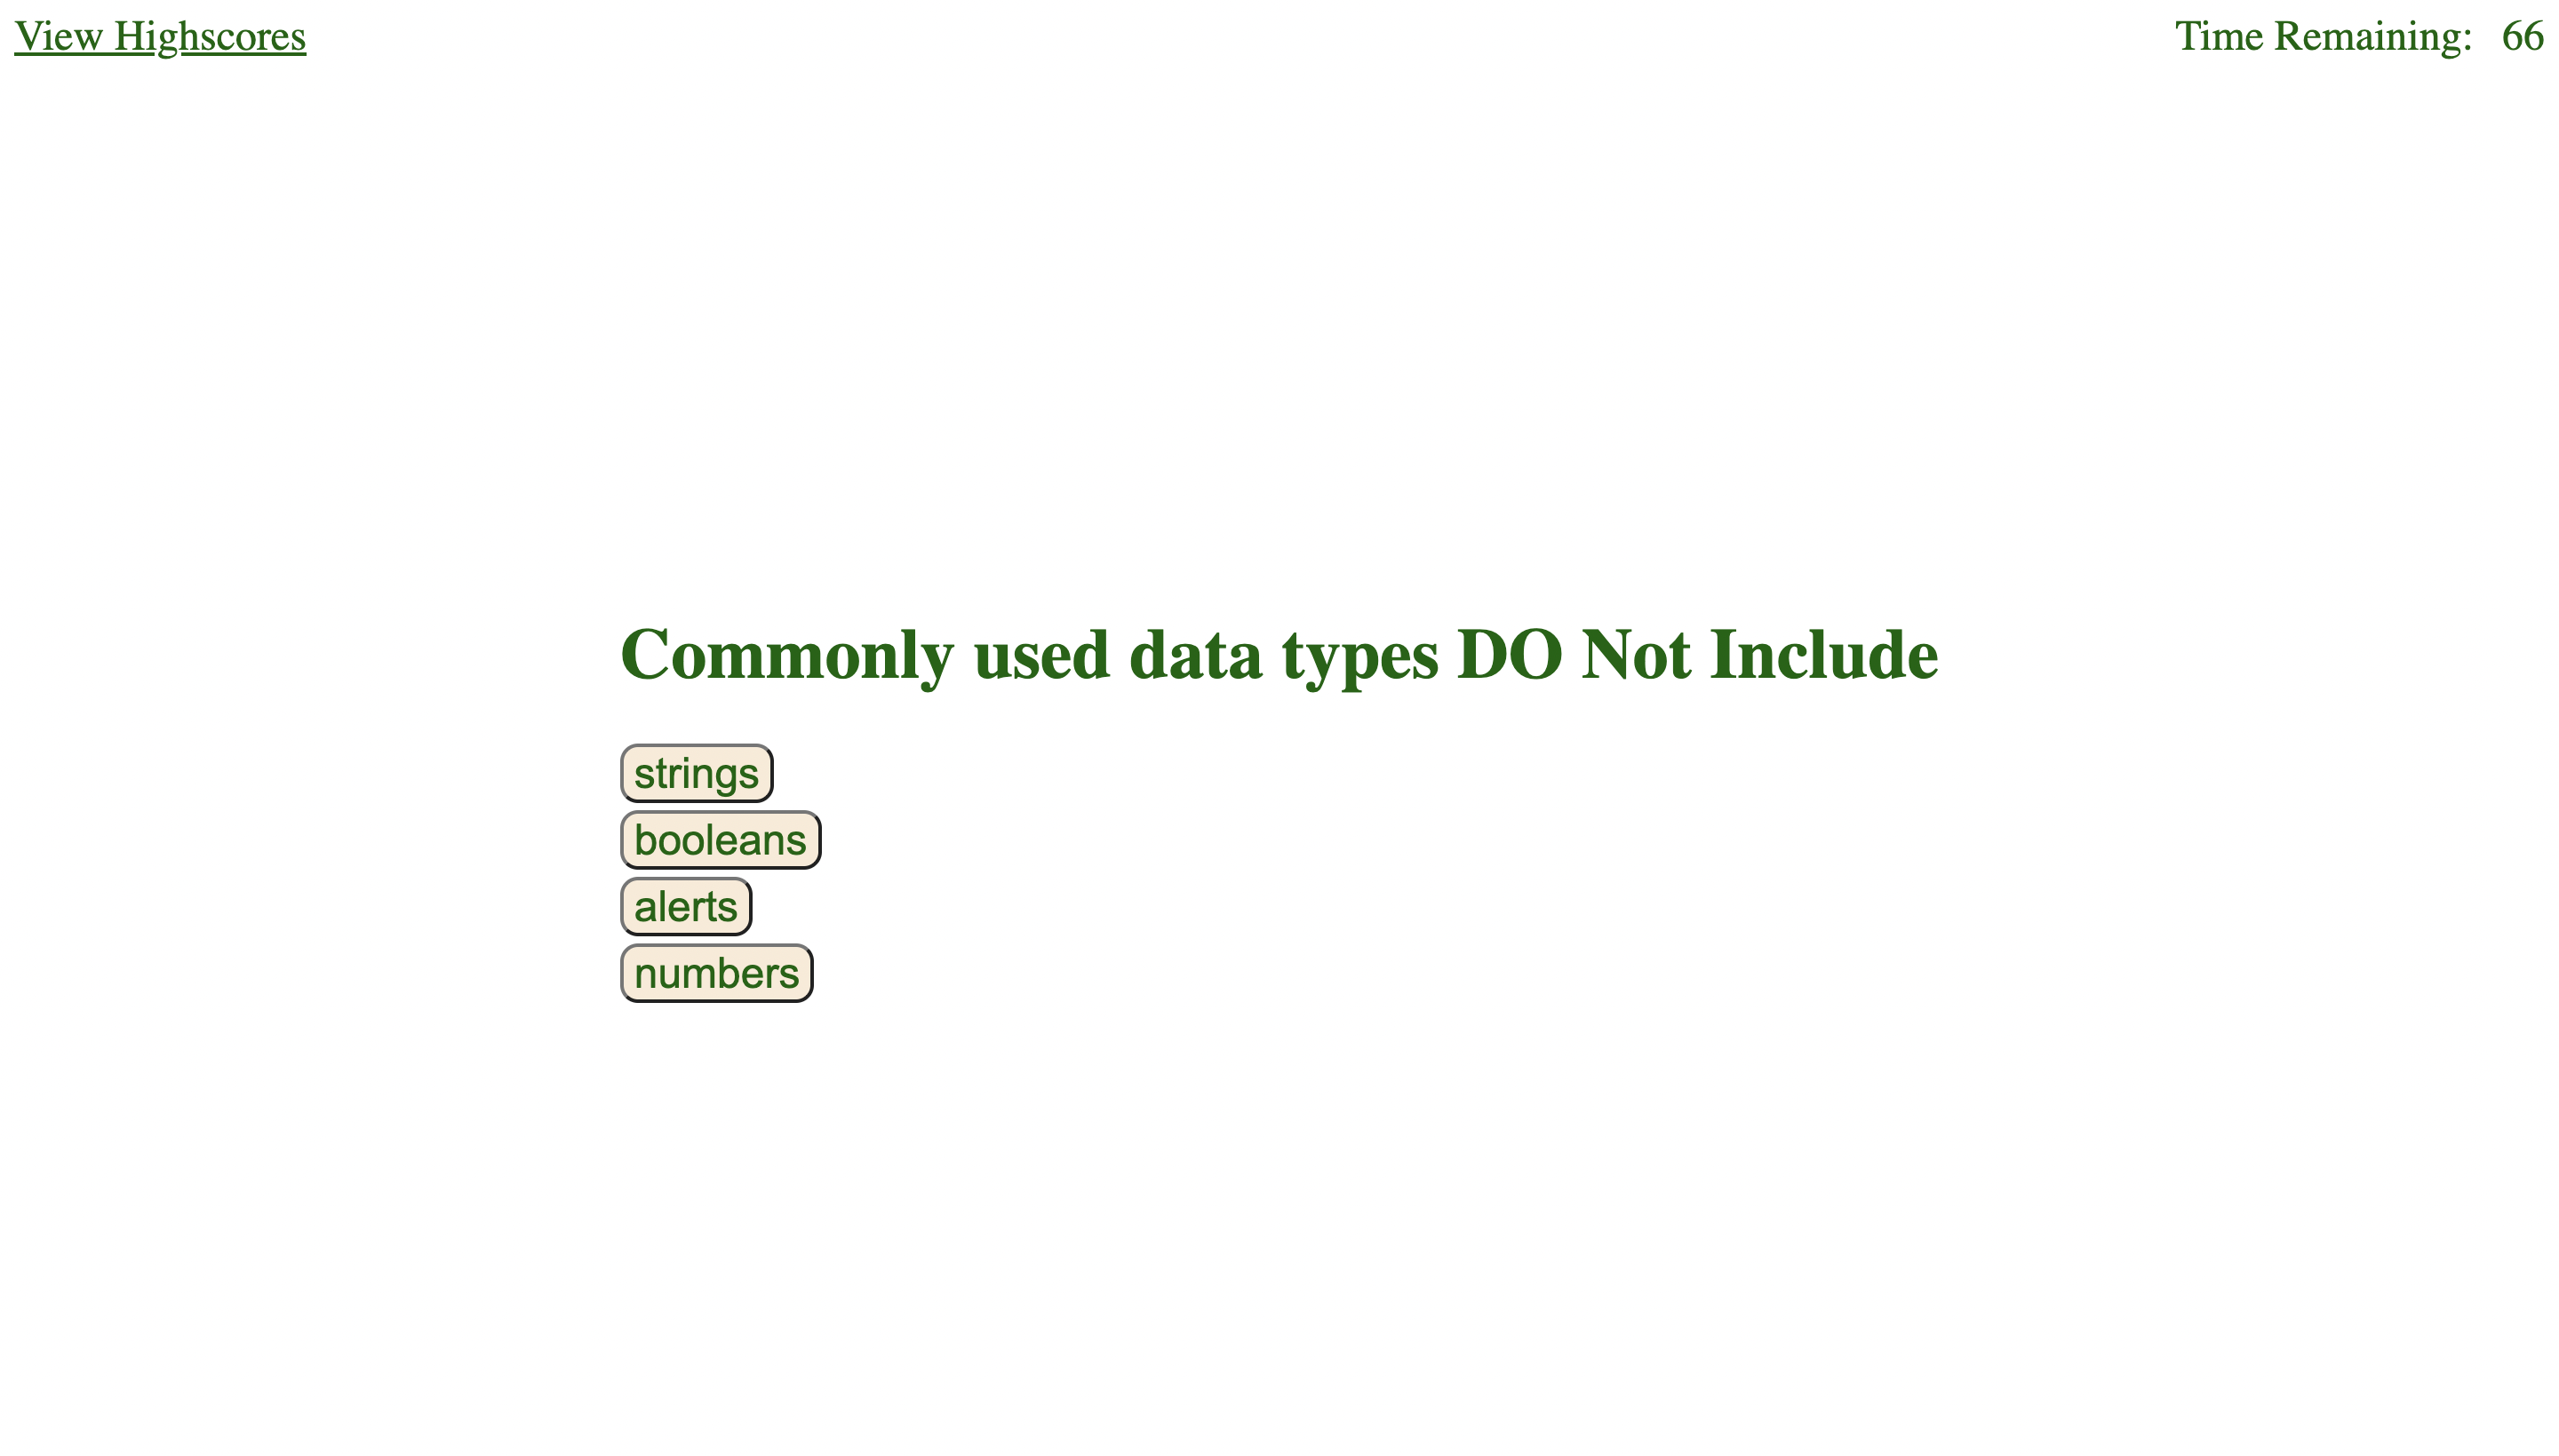 View Highscores
Time Remaining: 66
Commonly used data types DO Not Include
strings
booleans
alerts
numbers